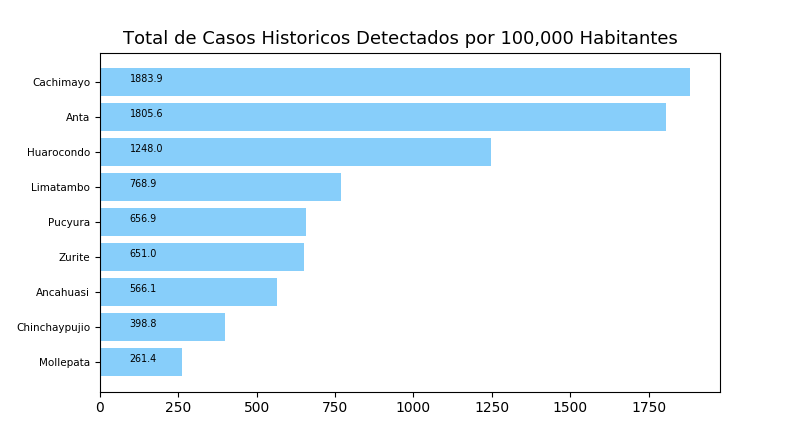 Total de Casos Historicos Detectados por 100,000 Habitantes
Cachimayo 1883.9
Anta 1805.6
Huarocondo 1248.0
Limatambo 768.9
Pucyura 656.9
Zurite 651.0
Ancahuasi 566.1
Chinchaypujio 398.8
Mollepata 261.4
0 250 500 750 1000 1250 1500 1750